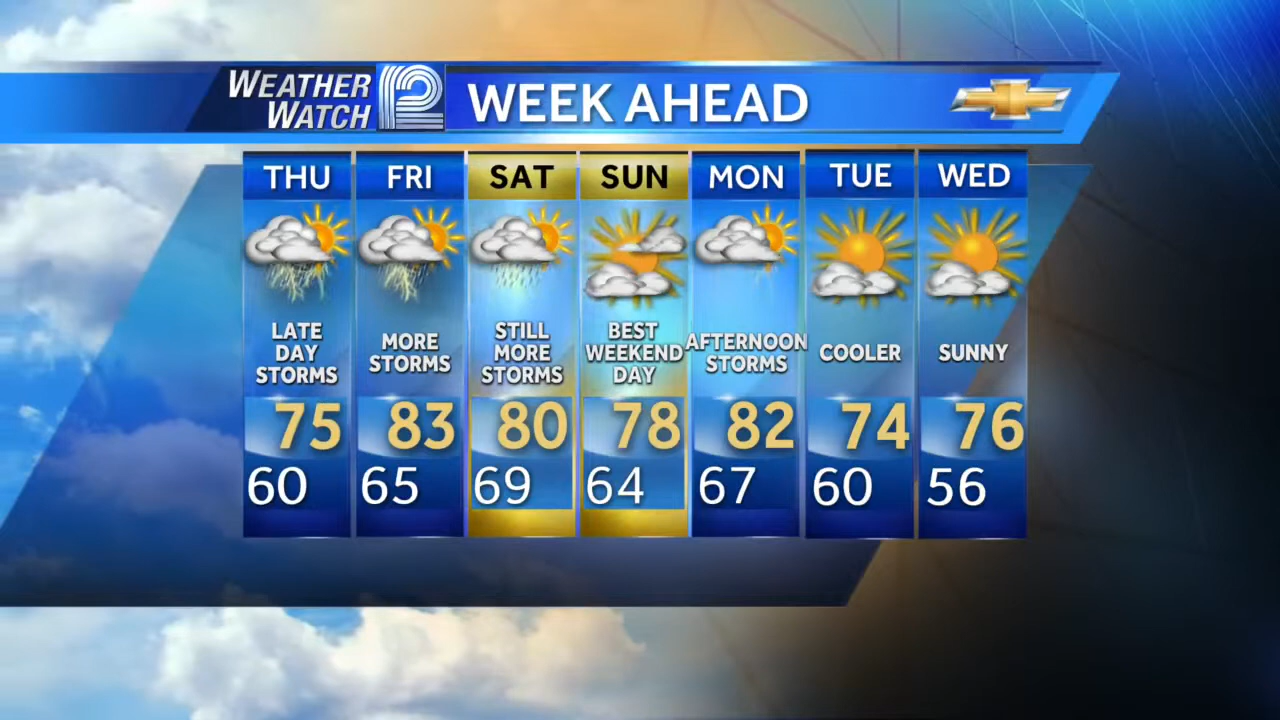 WEATHER
WATCH 12 WEEK AHEAD
THU FRI SAT SUN MON TUE WED
LATE
DAY
STORMS
MORE
STORMS
STILL
MORE
STORMS
BEST
WEEKEND
DAY
AFTERNOON
STORMS
COOLER
SUNNY
75 83 80 78 82 74 76
60 65 69 64 67 60 56